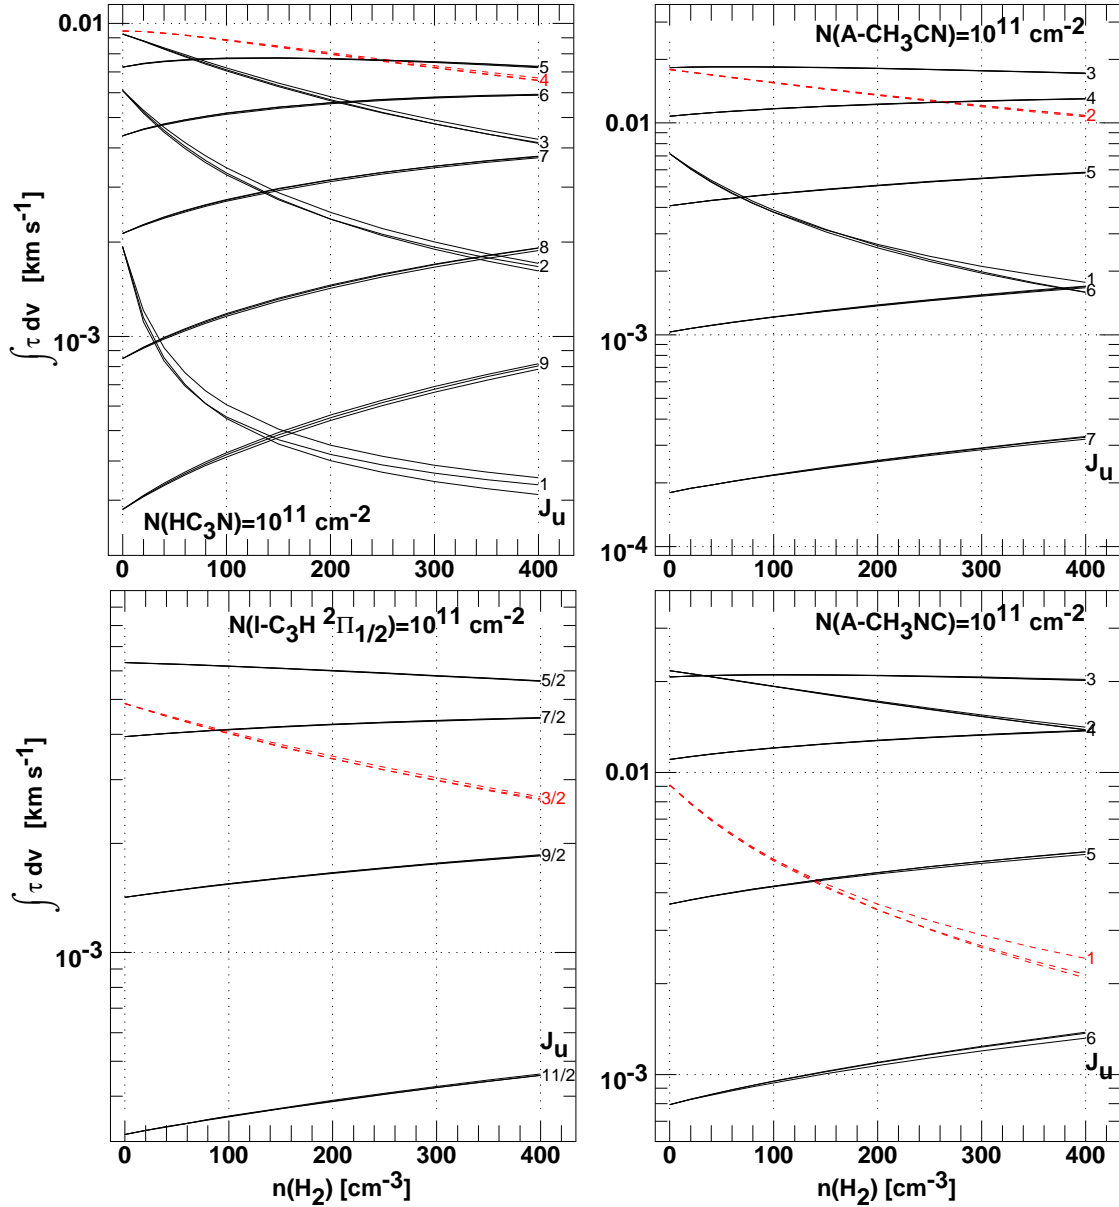 N(HC3N)=10^11 cm^-2
∫ τ dv [km s^-1]
0.01
10^-3
5
4
6
3
7
8
2
9
1
J_u
0 100 200 300 400
N(A-CH3CN)=10^11 cm^-2
0.01
10^-3
10^-4
3
4
2
5
1
6
7
J_u
0 100 200 300 400
N(I-C3H ^2Π_1/2)=10^11 cm^-2
∫ τ dv [km s^-1]
10^-3
5/2
7/2
3/2
9/2
J_u
11/2
0 100 200 300 400
n(H2) [cm^-3]
N(A-CH3NC)=10^11 cm^-2
0.01
10^-3
3
2
4
5
1
6
J_u
0 100 200 300 400
n(H2) [cm^-3]